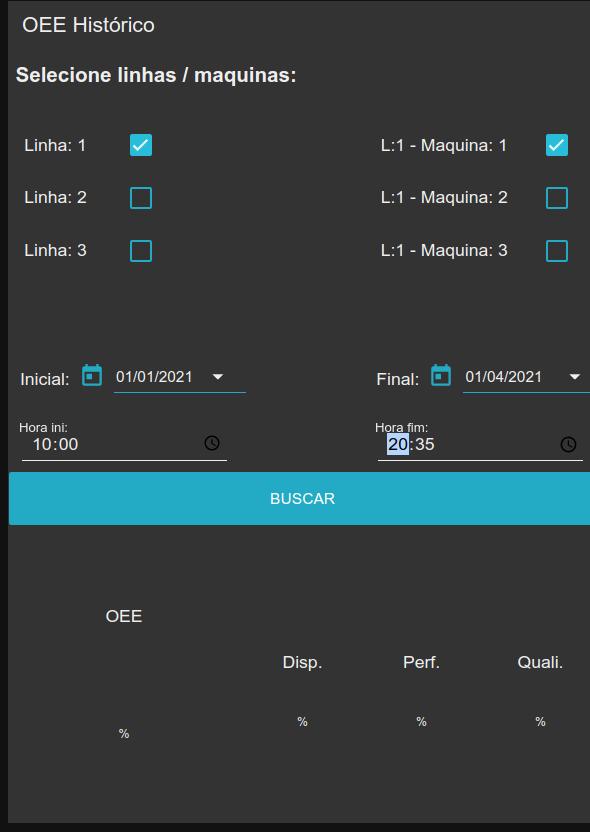 OEE Histórico
Selecione linhas / maquinas:
Linha: 1 L:1 - Maquina: 1
Linha: 2 L:1 - Maquina: 2
Linha: 3 L:1 - Maquina: 3
Inicial: 01/01/2021 Final: 01/04/2021
Hora ini: Hora fim:
10:00 20:35
BUSCAR
OEE
Disp. Perf. Quali.
% % %
%